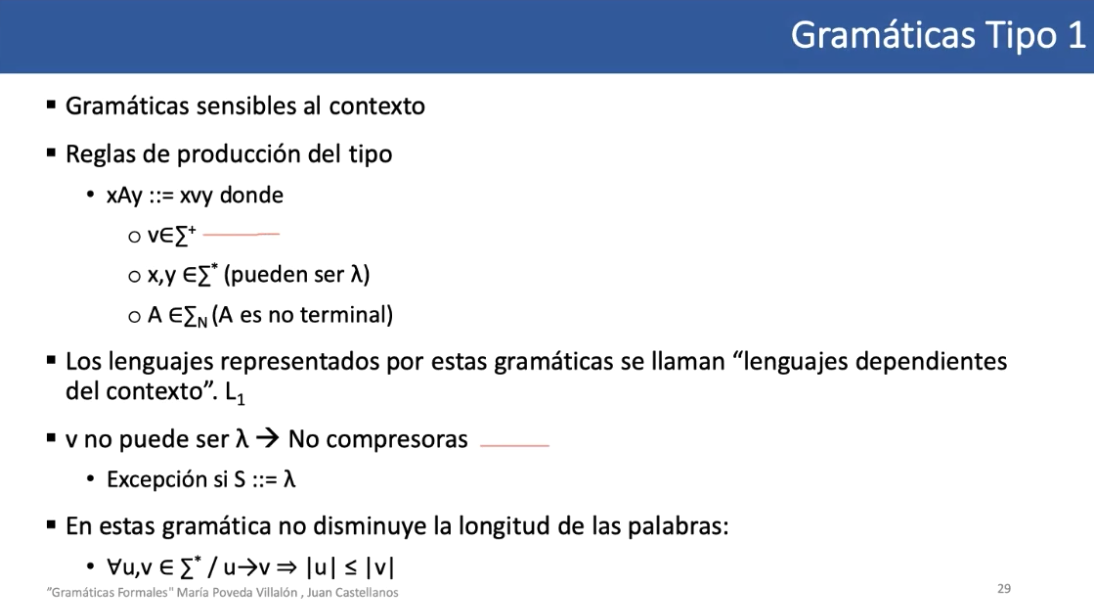 Gramáticas Tipo 1
▪ Gramáticas sensibles al contexto
▪ Reglas de producción del tipo
• xAy ::= xvy donde
o v∈∑⁺
o x,y ∈∑* (pueden ser λ)
o A ∈∑N (A es no terminal)
▪ Los lenguajes representados por estas gramáticas se llaman “lenguajes dependientes
del contexto”. L₁
▪ v no puede ser λ → No compresoras
• Excepción si S ::= λ
▪ En estas gramática no disminuye la longitud de las palabras:
• ∀u,v ∈ ∑* / u→v ⇒ |u| ≤ |v|
"Gramáticas Formales" María Poveda Villalón , Juan Castellanos
29